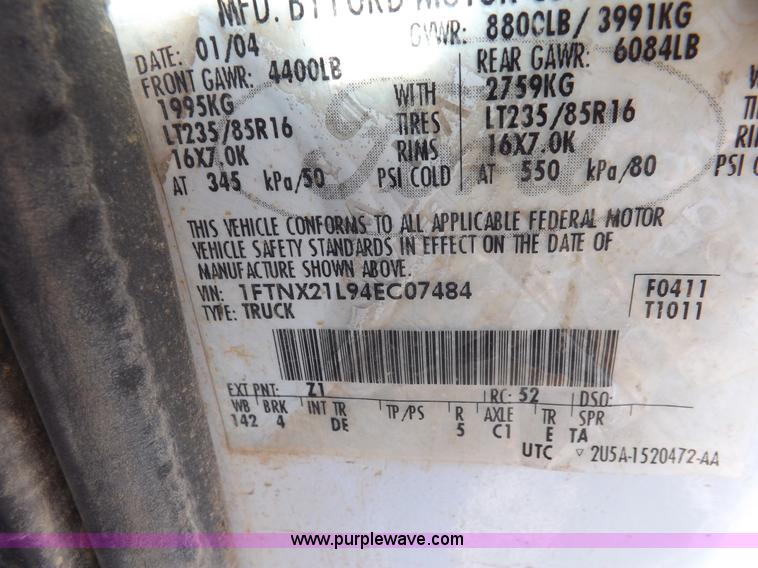 MFD. BY FORD MOTOR
DATE: 01/04 GVWR: 8800LB/ 3991KG
FRONT GAWR: 4400LB REAR GAWR: 6084LB
1995KG WITH 2759KG
LT235/85R16 TIRES LT235/85R16
16X7.0K RIMS 16X7.0K
AT 345 kPa/50 PSI COLD AT 550 kPa/80 PSI
THIS VEHICLE CONFORMS TO ALL APPLICABLE FEDERAL MOTOR
VEHICLE SAFETY STANDARDS IN EFFECT ON THE DATE OF
MANUFACTURE SHOWN ABOVE.
VIN: 1FTNX21L94EC07484 F0411
TYPE: TRUCK T1011
EXT PNT: Z1 RC: 52 DSO:
WB BRK INT TR TP/PS R AXLE TR SPR
142 4 DE 5 C1 E TA
UTC ▽ 2U5A-1520472-AA
www.purplewave.com